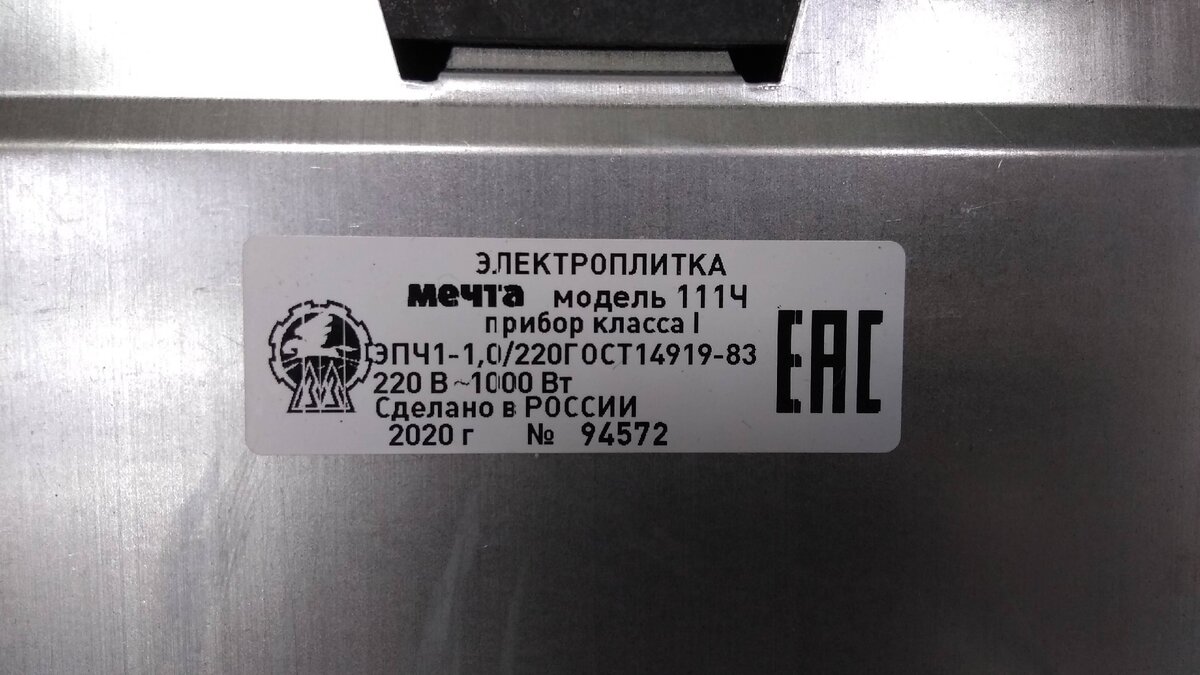 ЭЛЕКТРОПЛИТКА
мечта модель 111Ч
прибор класса I
ЭПЧ1-1,0/220ГОСТ14919-83
220 В ~1000 Вт
Сделано в РОССИИ
2020 г № 94572
ЕАС